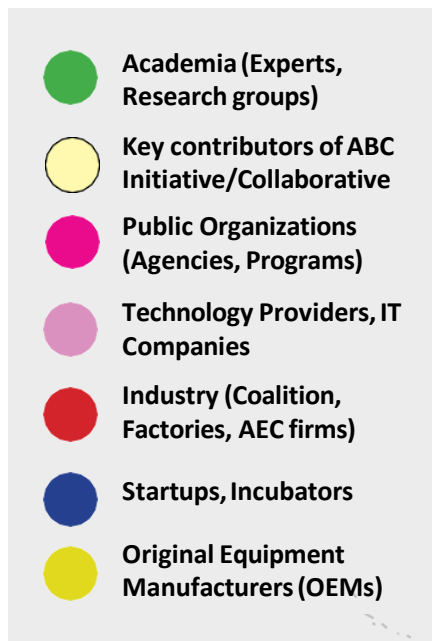 Academia (Experts,
Research groups)
Key contributors of ABC
Initiative/Collaborative
Public Organizations
(Agencies, Programs)
Technology Providers, IT
Companies
Industry (Coalition,
Factories, AEC firms)
Startups, Incubators
Original Equipment
Manufacturers (OEMs)